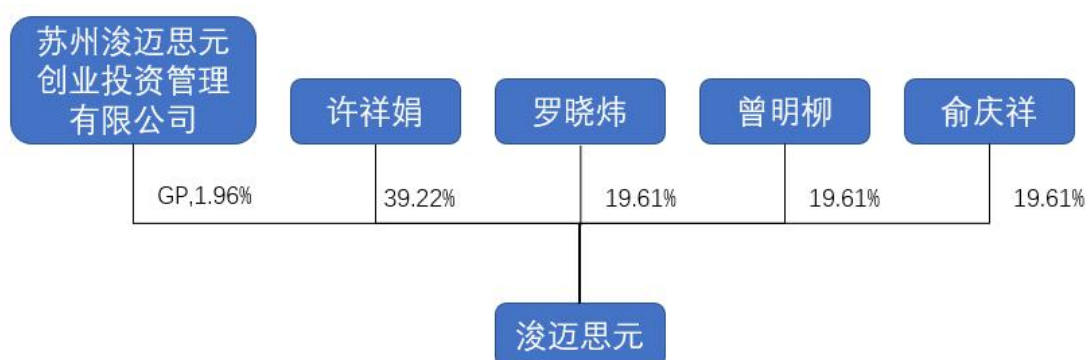 苏州浚迈思元
创业投资管理
有限公司
许祥娟
罗晓炜
曾明柳
俞庆祥
GP,1.96%
39.22%
19.61%
19.61%
19.61%
浚迈思元